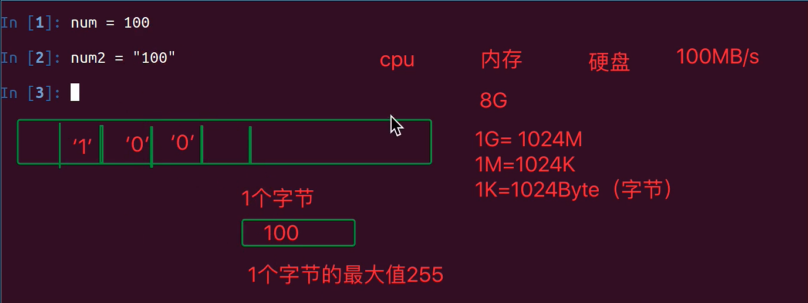 In [1]: num = 100
In [2]: num2 = "100"
In [3]:
cpu 内存 硬盘 100MB/s
8G
1G= 1024M
1M=1024K
1K=1024Byte（字节）
‘1‘ ‘0‘ ‘0‘
1个字节
100
1个字节的最大值255